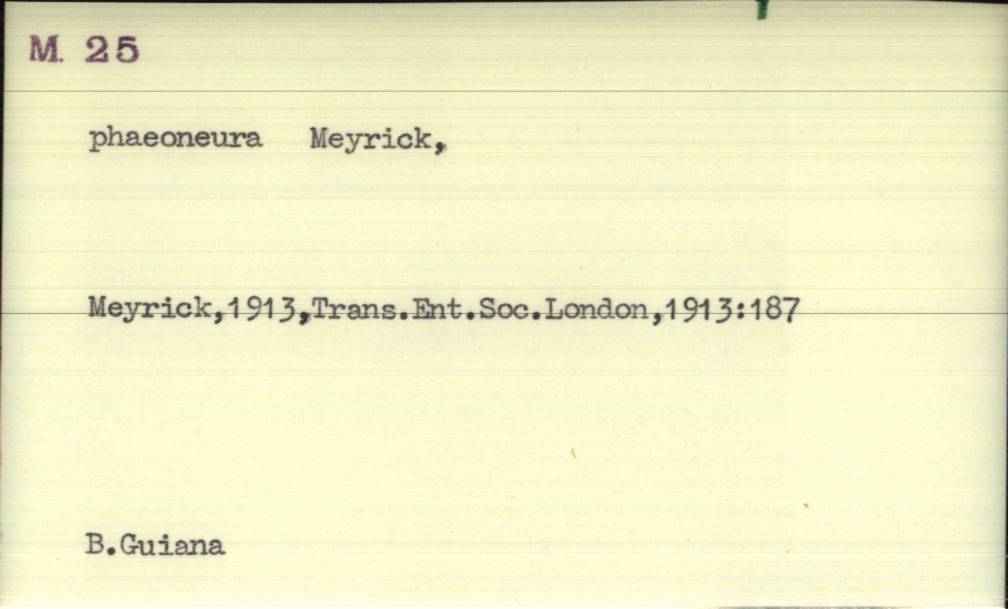 M. 25
phaeoneura Meyrick,
Meyrick,1913,Trans.Ent.Soc.London,1913:187
B.Guiana